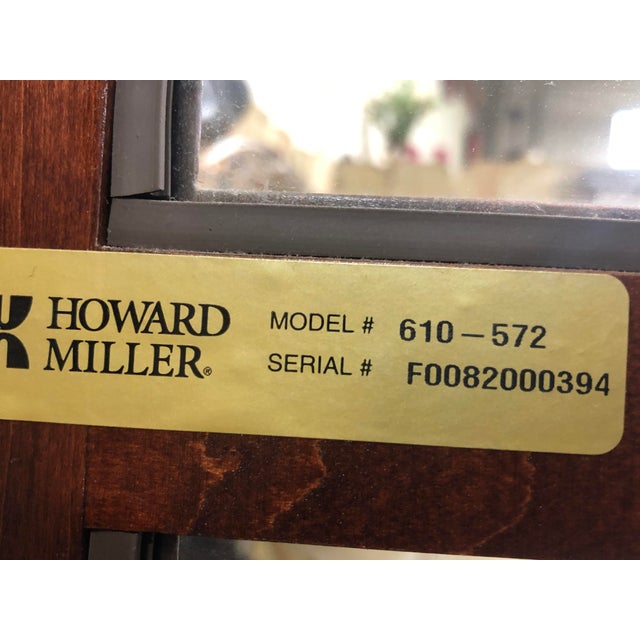 HOWARD MILLER®
MODEL # 610-572
SERIAL # F0082000394